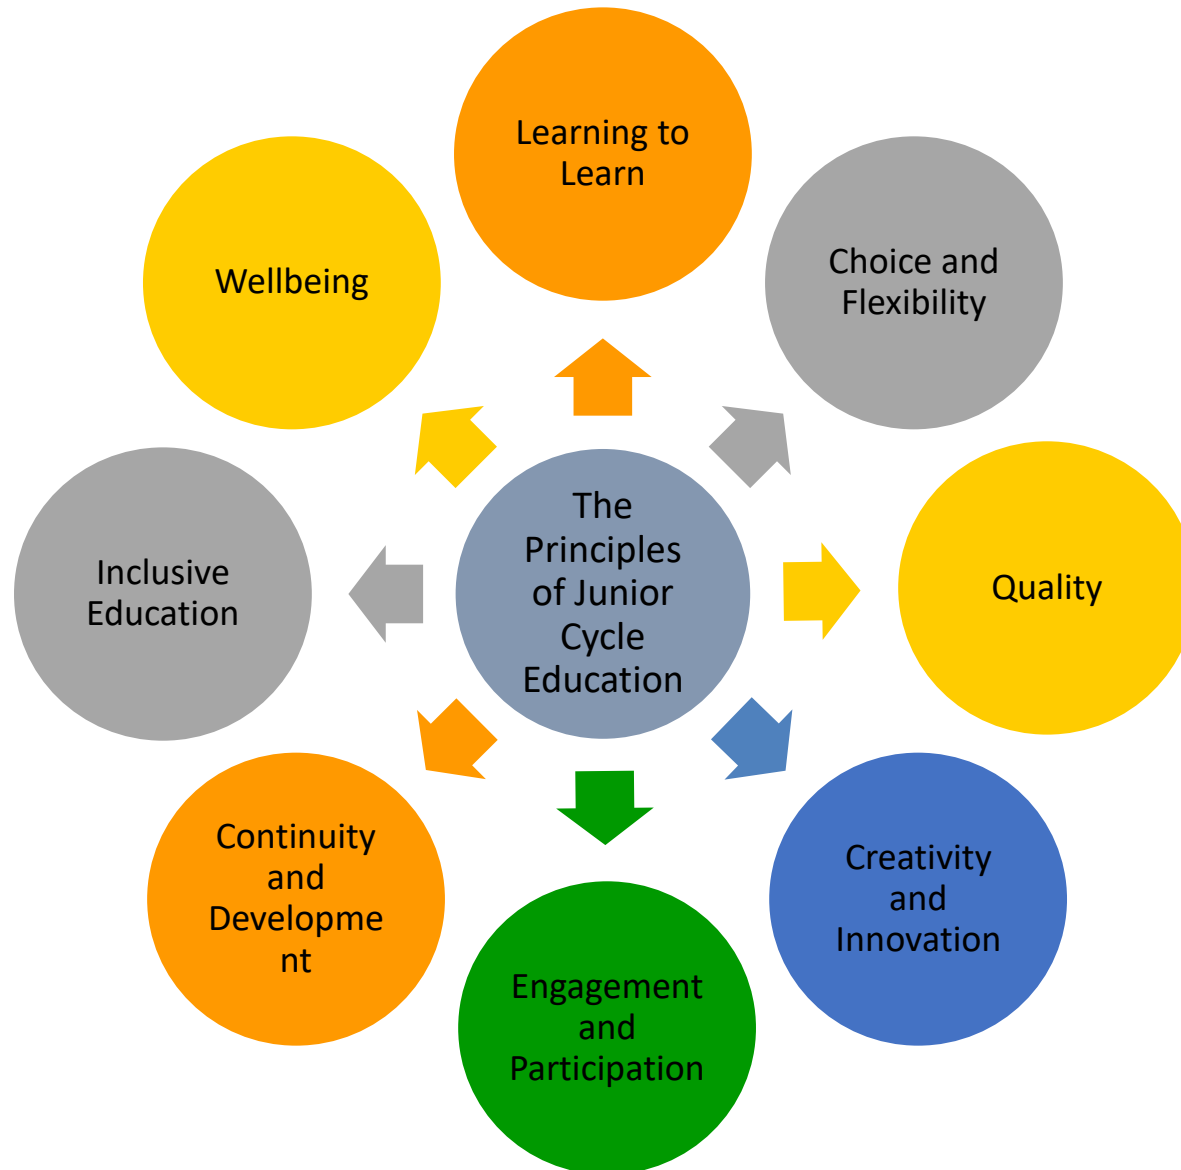 Learning to
Learn
Choice and
Flexibility
Quality
Creativity
and
Innovation
Engagement
and
Participation
Continuity
and
Developme
nt
Inclusive
Education
Wellbeing
The
Principles
of Junior
Cycle
Education